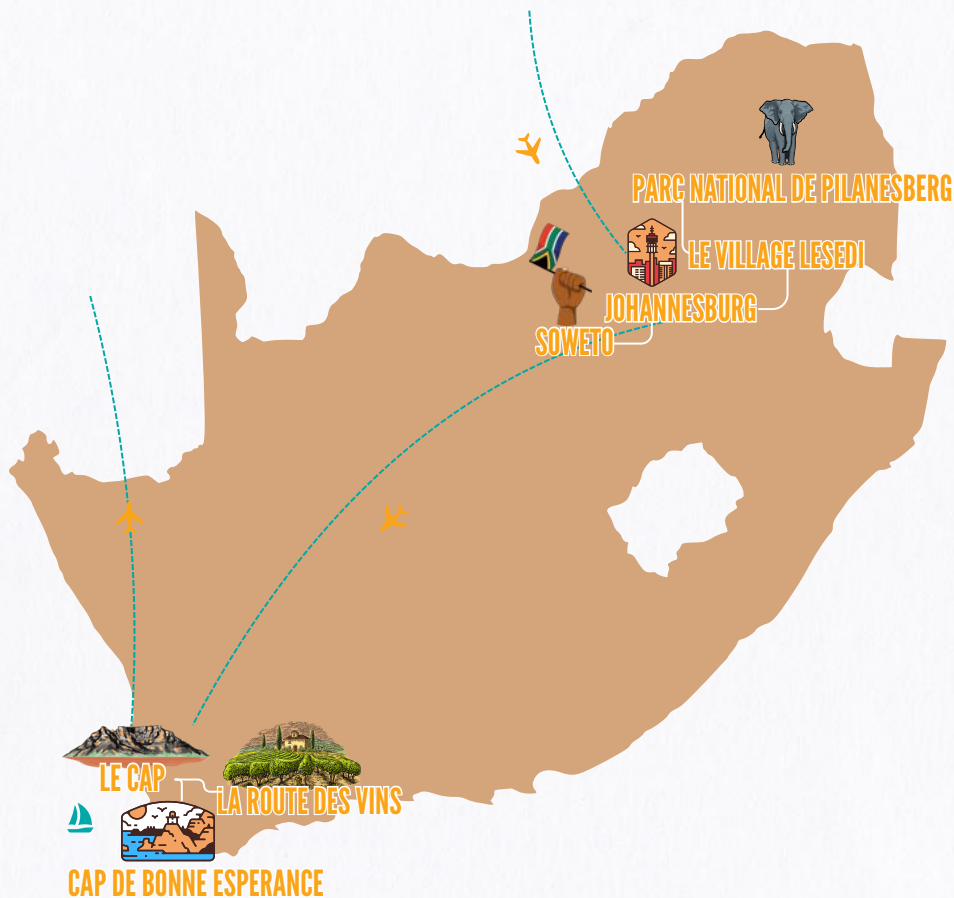 PARC NATIONAL DE PILANESBERG
LE VILLAGE LESEDI
JOHANNESBURG
SOWETO
LE CAP
LA ROUTE DES VINS
CAP DE BONNE ESPERANCE